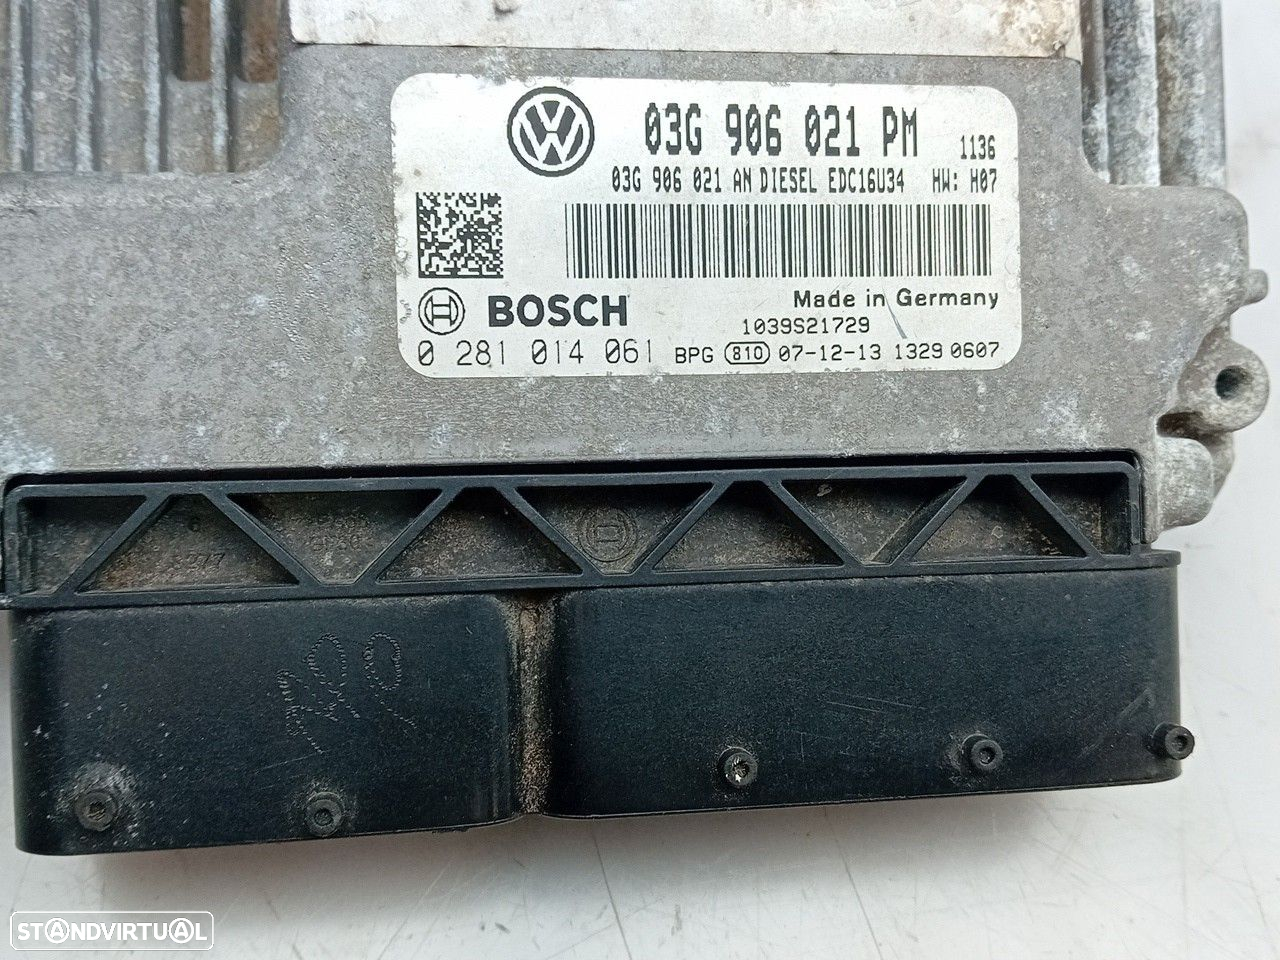 03G 906 021 PM 1136
03G 906 021 AN DIESEL EDC16U34 HW: H07
BOSCH
Made in Germany
1039S21729
0 281 014 061 BPG 810 07-12-13 1329 0607
STANDVIRTUAL